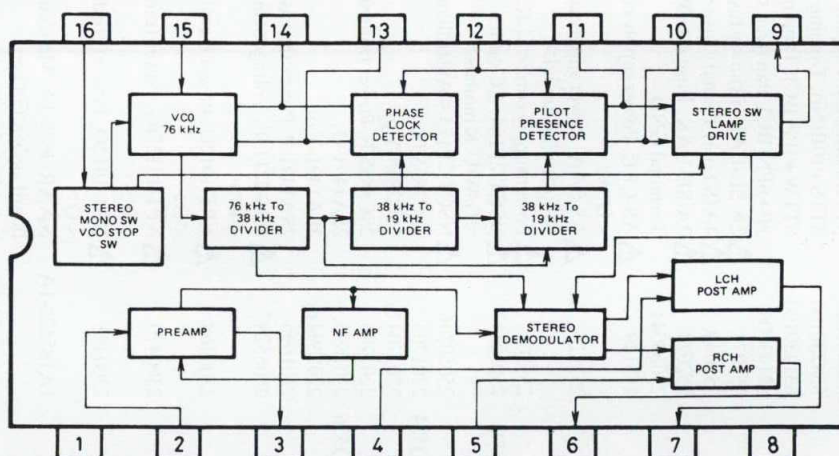 16 15 14 13 12 11 10 9
VCO
76 kHz
PHASE
LOCK
DETECTOR
PILOT
PRESENCE
DETECTOR
STEREO SW
LAMP
DRIVE
STEREO
MONO SW
VCO STOP
SW
76 kHz To
38 kHz
DIVIDER
38 kHz To
19 kHz
DIVIDER
38 kHz To
19 kHz
DIVIDER
PREAMP
NF AMP
STEREO
DEMODULATOR
LCH
POST AMP
RCH
POST AMP
1 2 3 4 5 6 7 8